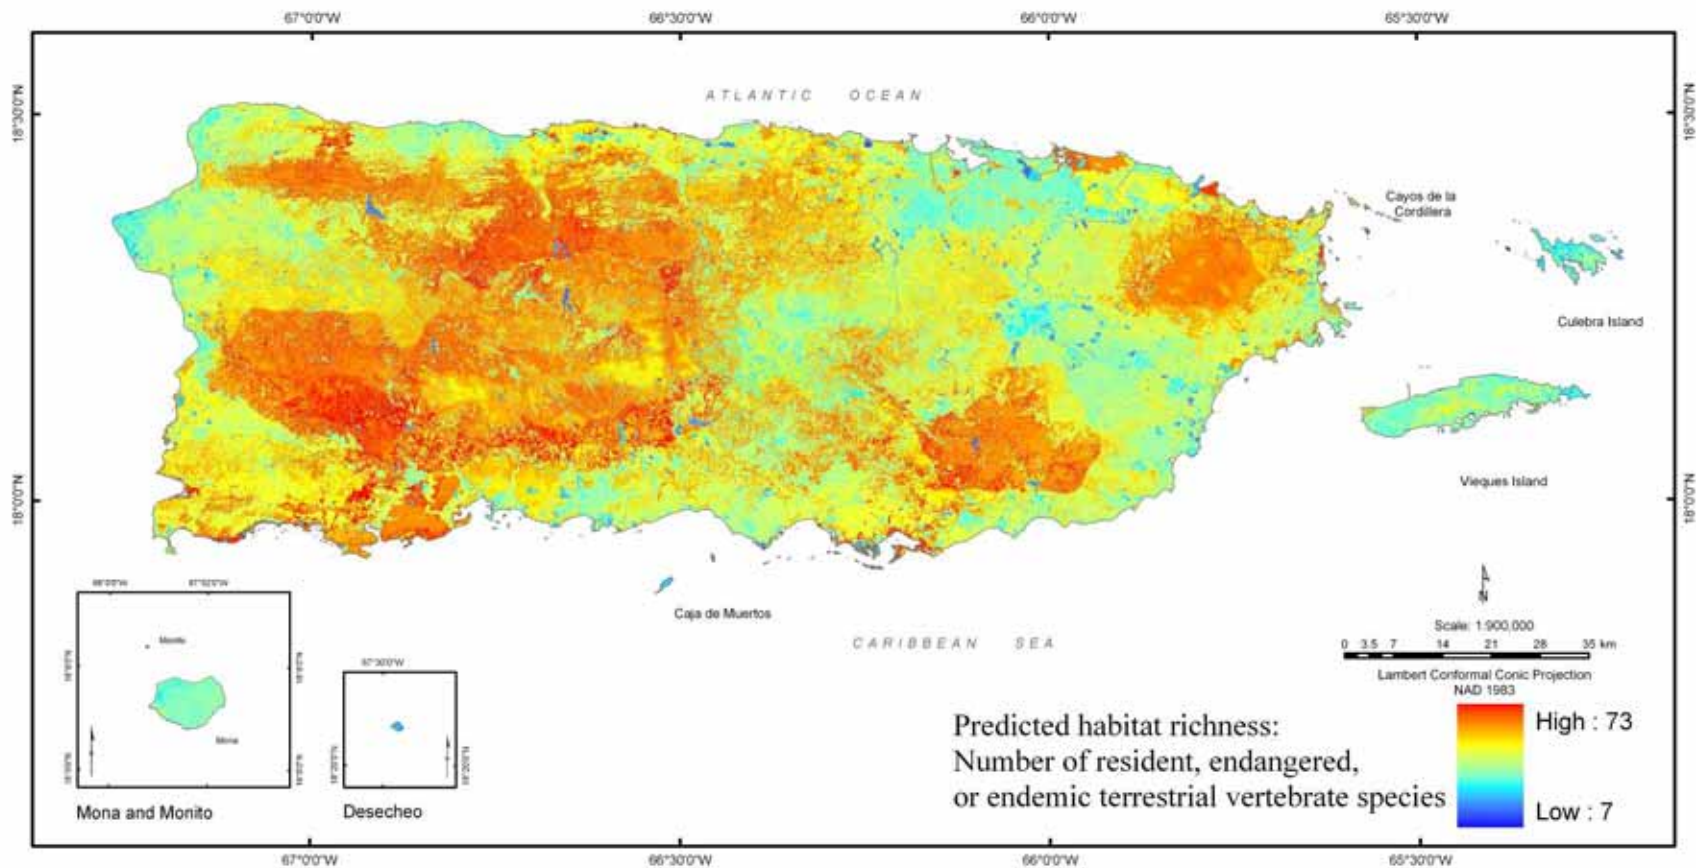 67°0'0"W 66°30'0"W 66°0'0"W 65°30'0"W
18°30'0"N 18°30'0"N
ATLANTIC OCEAN
Cayos de la
Cordillera
Culebra Island
Vieques Island
18°0'0"N 18°0'0"N
Caja de Muertos
CARIBBEAN SEA
Monito
Mona
Mona and Monito
67°30'0"W
Desecheo
N
Scale: 1:900,000
0 3.5 7 14 21 28 35 km
Lambert Conformal Conic Projection
NAD 1983
Predicted habitat richness:
Number of resident, endangered,
or endemic terrestrial vertebrate species
High : 73
Low : 7
67°0'0"W 66°30'0"W 66°0'0"W 65°30'0"W